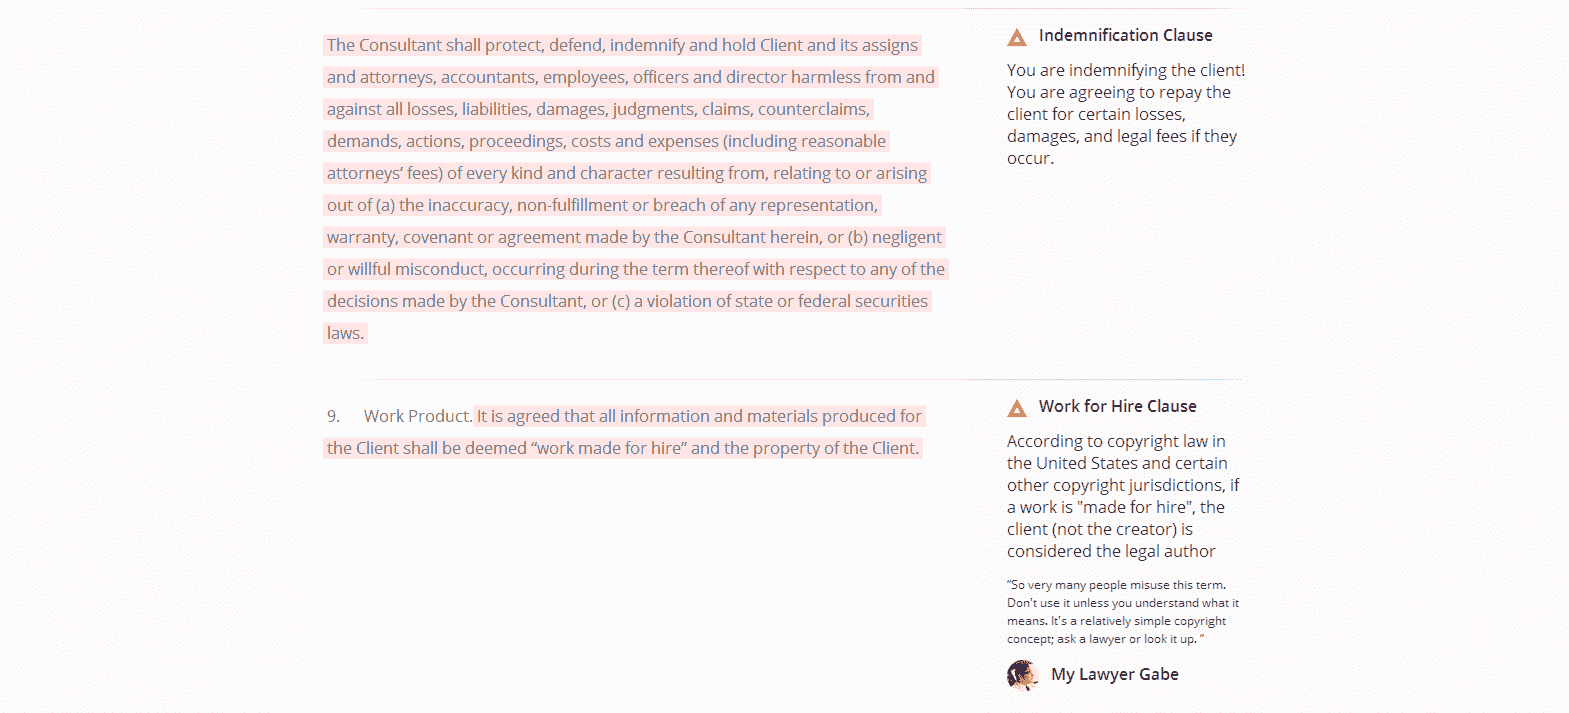 The Consultant shall protect, defend, indemnify and hold Client and its assigns
and attorneys, accountants, employees, officers and director harmless from and
against all losses, liabilities, damages, judgments, claims, counterclaims,
demands, actions, proceedings, costs and expenses (including reasonable
attorneys’ fees) of every kind and character resulting from, relating to or arising
out of (a) the inaccuracy, non-fulfillment or breach of any representation,
warranty, covenant or agreement made by the Consultant herein, or (b) negligent
or willful misconduct, occurring during the term thereof with respect to any of the
decisions made by the Consultant, or (c) a violation of state or federal securities
laws.
Indemnification Clause
You are indemnifying the client!
You are agreeing to repay the
client for certain losses,
damages, and legal fees if they
occur.
9. Work Product. It is agreed that all information and materials produced for
the Client shall be deemed “work made for hire” and the property of the Client.
Work for Hire Clause
According to copyright law in
the United States and certain
other copyright jurisdictions, if
a work is "made for hire", the
client (not the creator) is
considered the legal author
"So very many people misuse this term.
Don't use it unless you understand what it
means. It's a relatively simple copyright
concept; ask a lawyer or look it up. "
My Lawyer Gabe